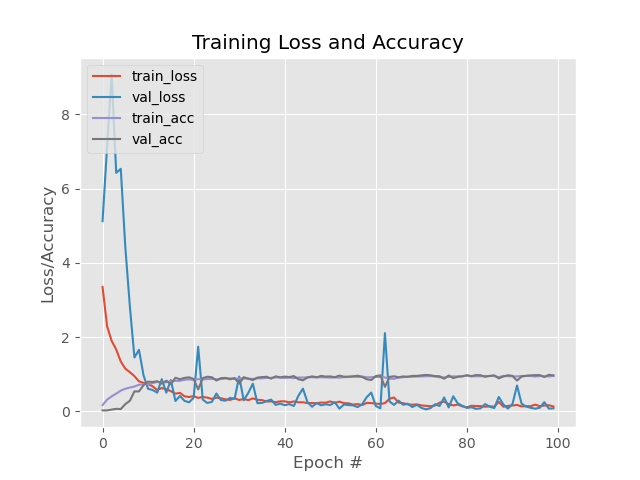 Training Loss and Accuracy
train_loss
val_loss
train_acc
val_acc
8
6
4
2
0
Loss/Accuracy
0 20 40 60 80 100
Epoch #